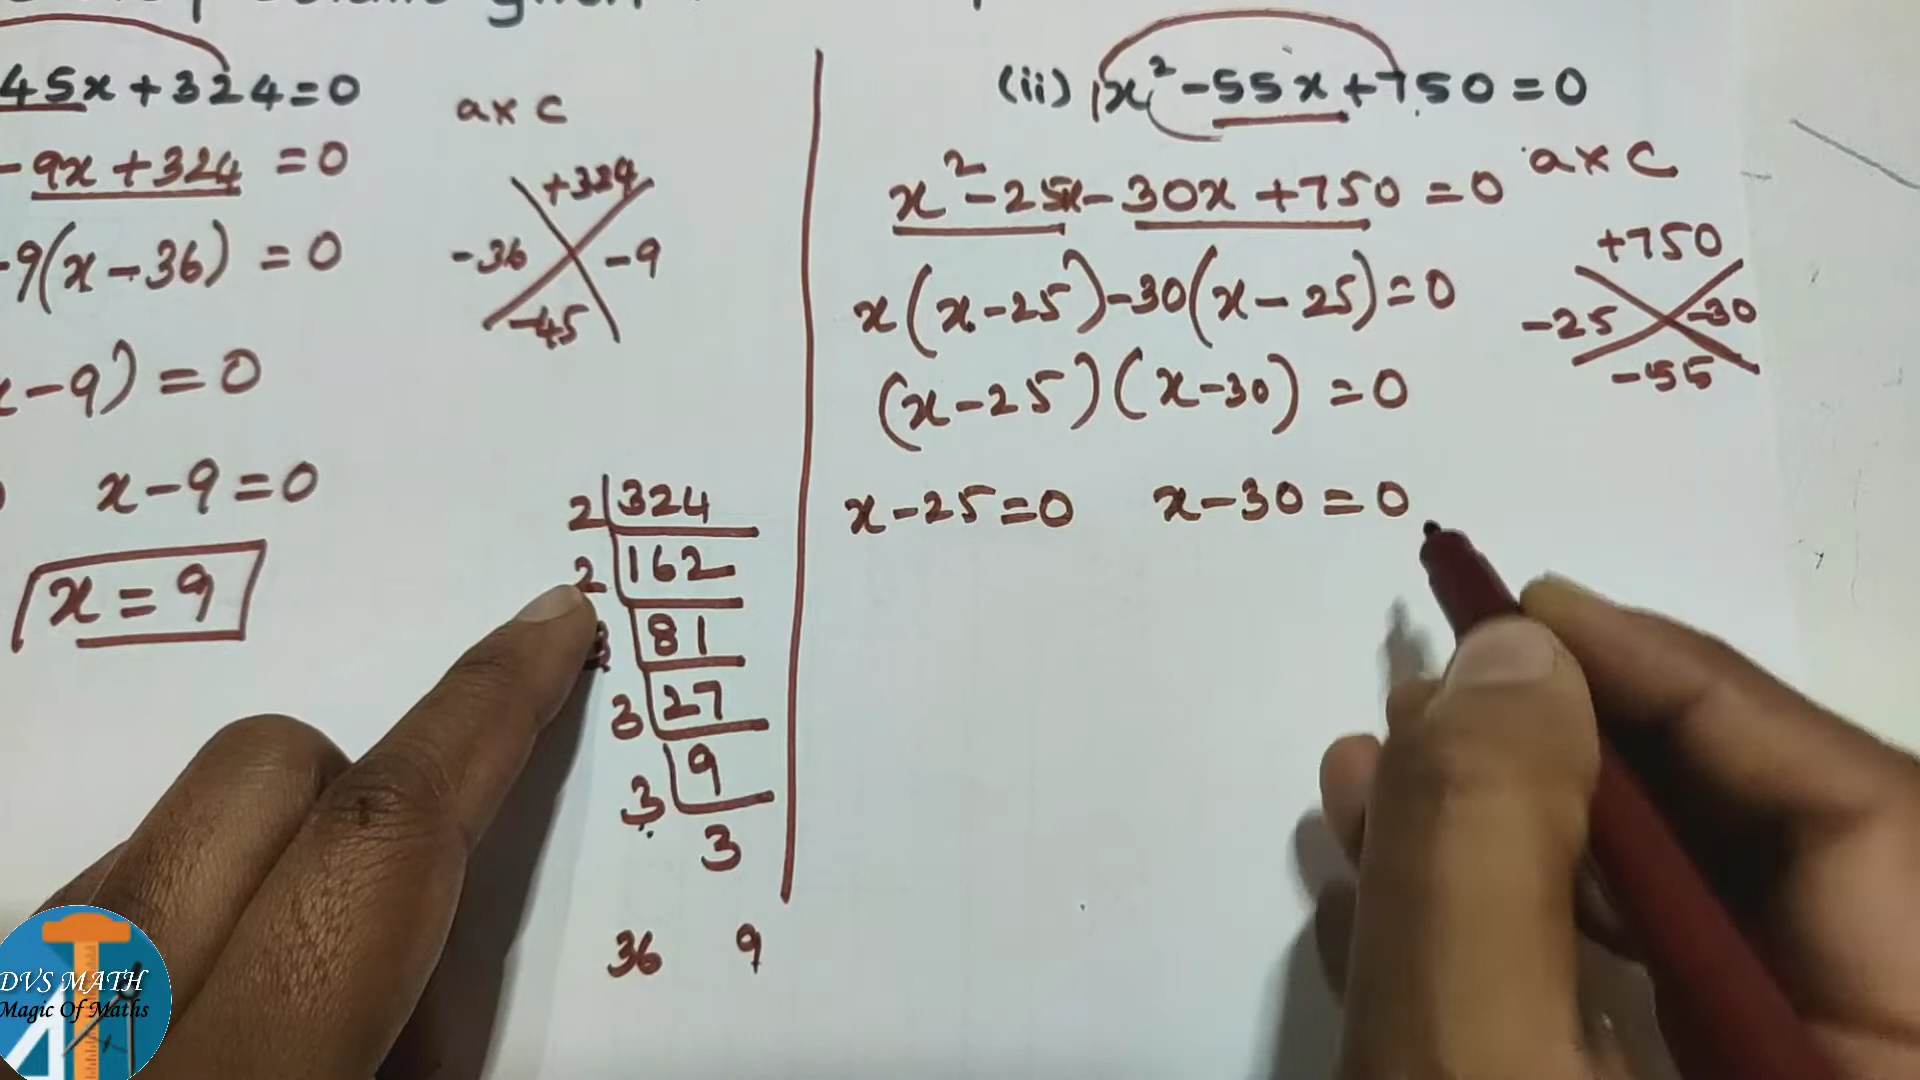 45x+324=0
-9x+324=0
-9(x-36)=0
x-9)=0
x-9=0
x=9
axc
+324
-36 -9
-45
2|324
2|162
81
3|27
3|9
3
36 9
(ii) x²-55x+750=0
x²-25x-30x+750=0
x(x-25)-30(x-25)=0
(x-25)(x-30)=0
x-25=0 x-30=0
axc
+750
-25 -30
-55
DVS MATH
Magic Of Maths